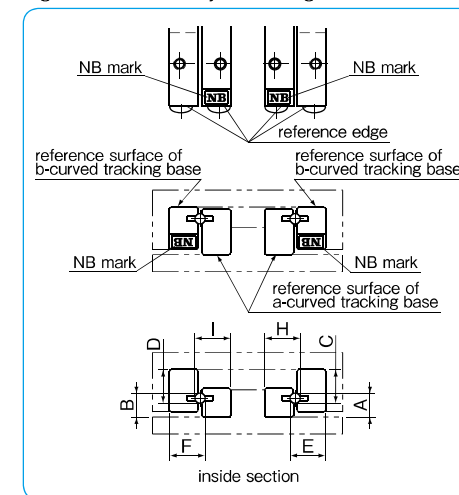 NB mark
NB
NB
NB mark
reference edge
reference surface of
b-curved tracking base
reference surface of
b-curved tracking base
NB
NB
NB mark
NB mark
reference surface of
a-curved tracking base
D
I
H
C
B
A
F
E
inside section